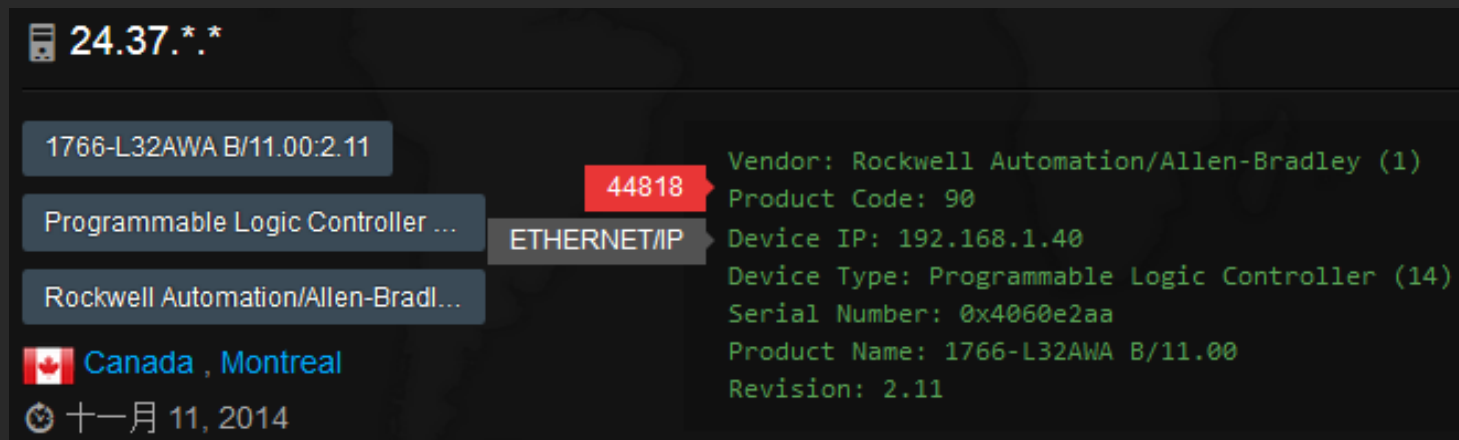 24.37.*.*
1766-L32AWA B/11.00:2.11
Programmable Logic Controller ...
Rockwell Automation/Allen-Bradl...
Canada , Montreal
十一月 11, 2014
44818
ETHERNET/IP
Vendor: Rockwell Automation/Allen-Bradley (1)
Product Code: 90
Device IP: 192.168.1.40
Device Type: Programmable Logic Controller (14)
Serial Number: 0x4060e2aa
Product Name: 1766-L32AWA B/11.00
Revision: 2.11